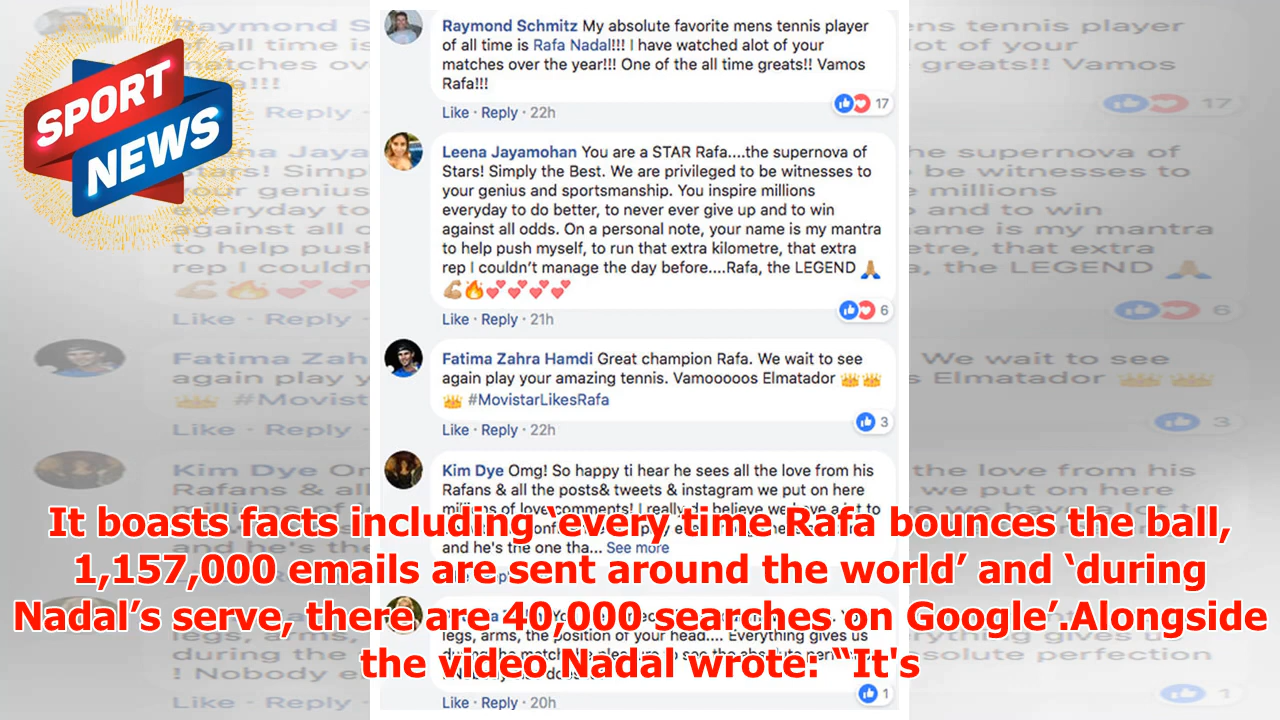 SPORT
NEWS
Raymond Schmitz My absolute favorite mens tennis player
of all time is Rafa Nadal!!! I have watched alot of your
matches over the year!!! One of the all time greats!! Vamos
Rafa!!!
17
Like · Reply · 22h
Leena Jayamohan You are a STAR Rafa....the supernova of
Stars! Simply the Best. We are privileged to be witnesses to
your genius and sportsmanship. You inspire millions
everyday to do better, to never ever give up and to win
against all odds. On a personal note, your name is my mantra
to help push myself, to run that extra kilometre, that extra
rep I couldn't manage the day before....Rafa, the LEGEND 🙏
💪🔥💕💕💕💕
6
Like · Reply · 21h
Fatima Zahra Hamdi Great champion Rafa. We wait to see
again play your amazing tennis. Vamooooos Elmatador 👑👑
👑 #MovistarLikesRafa
3
Like · Reply · 22h
Kim Dye Omg! So happy ti hear he sees all the love from his
Rafans & all the posts& tweets & instagram we put on here
millions of love comments! I really do believe we have a lot to
and he's the one tha... See more
legs, arms, the position of your head.... Everything gives us
1
Like · Reply · 20h
It boasts facts including ‘every time Rafa bounces the ball,
1,157,000 emails are sent around the world’ and ‘during
Nadal’s serve, there are 40,000 searches on Google’.Alongside
the video Nadal wrote: “It's